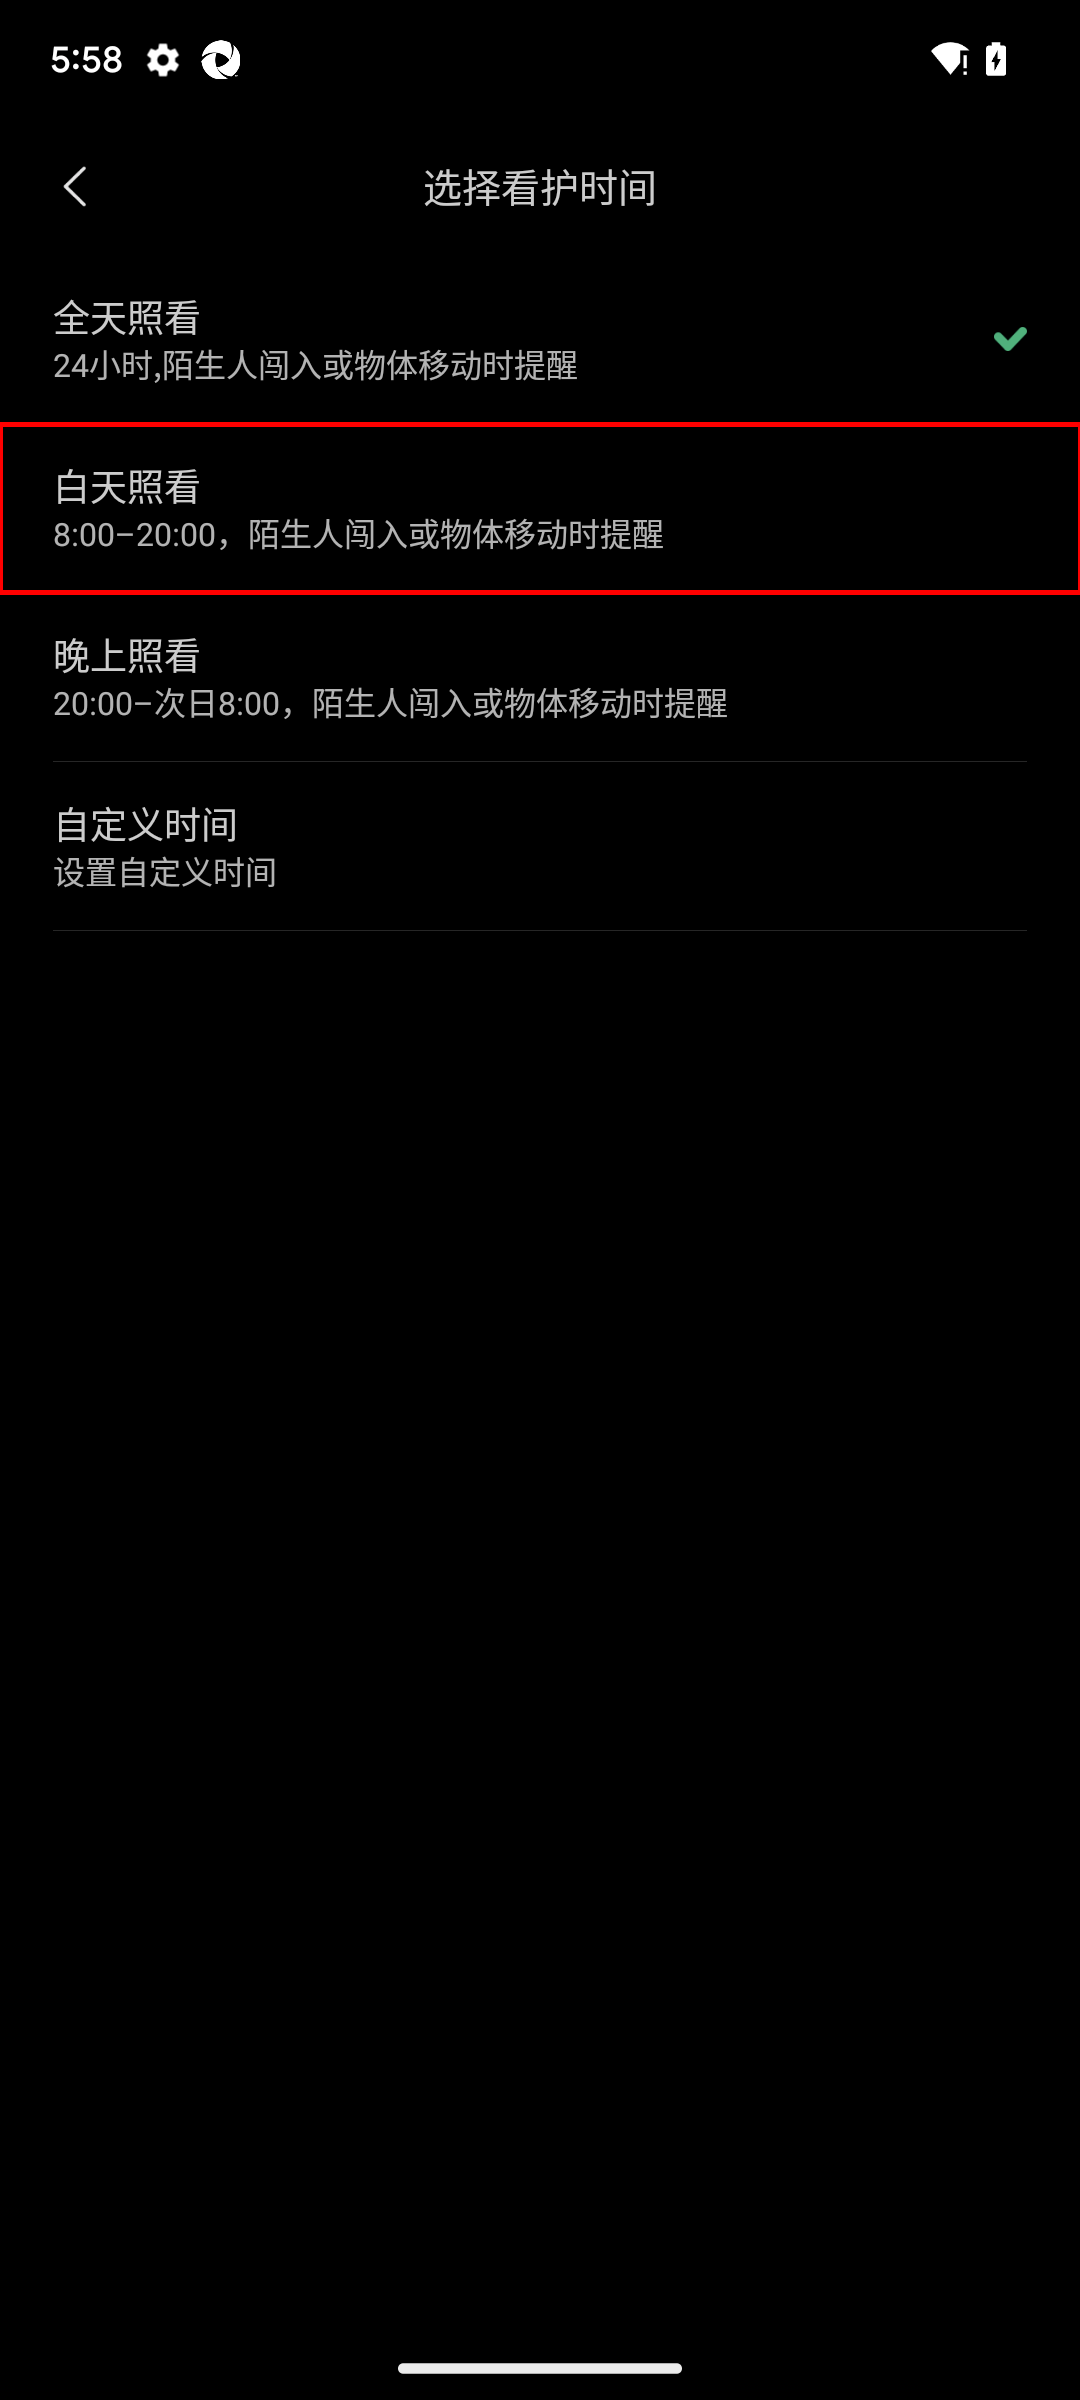 5:58
选择看护时间
全天照看
24小时,陌生人闯入或物体移动时提醒
白天照看
8:00–20:00，陌生人闯入或物体移动时提醒
晚上照看
20:00–次日8:00，陌生人闯入或物体移动时提醒
自定义时间
设置自定义时间